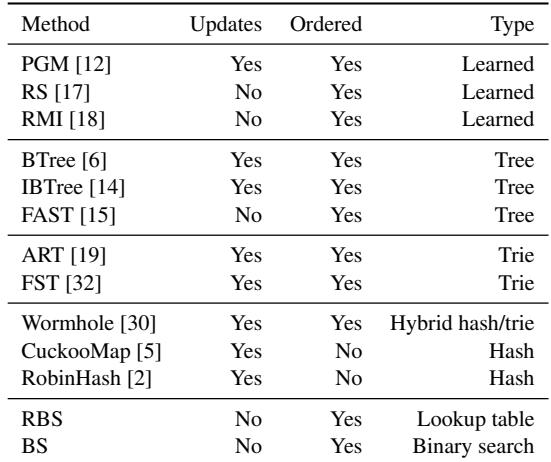 Method Updates Ordered Type
PGM [12] Yes Yes Learned
RS [17] No Yes Learned
RMI [18] No Yes Learned
BTree [6] Yes Yes Tree
IBTree [14] Yes Yes Tree
FAST [15] No Yes Tree
ART [19] Yes Yes Trie
FST [32] Yes Yes Trie
Wormhole [30] Yes Yes Hybrid hash/trie
CuckooMap [5] Yes No Hash
RobinHash [2] Yes No Hash
RBS No Yes Lookup table
BS No Yes Binary search